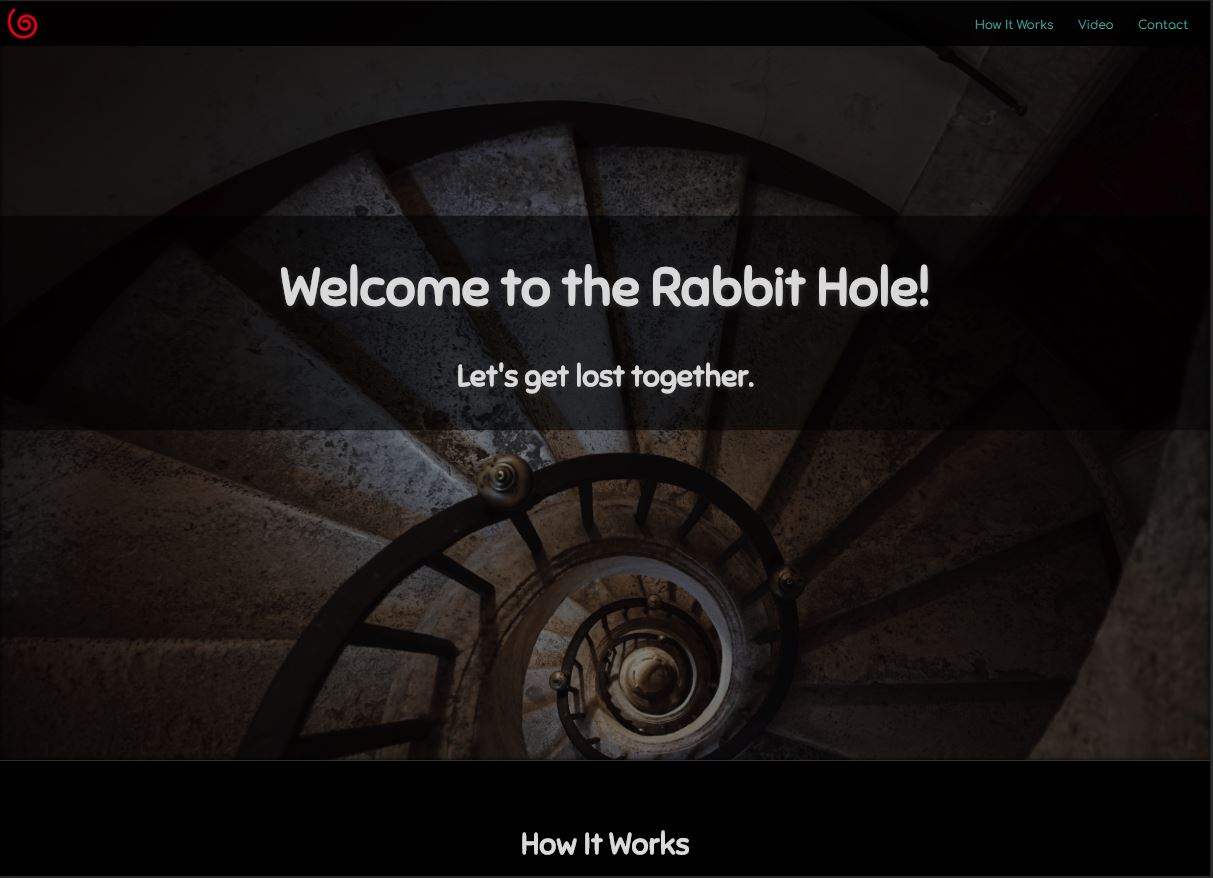 How It Works
Video
Contact
Welcome to the Rabbit Hole!
Let's get lost together.
How It Works